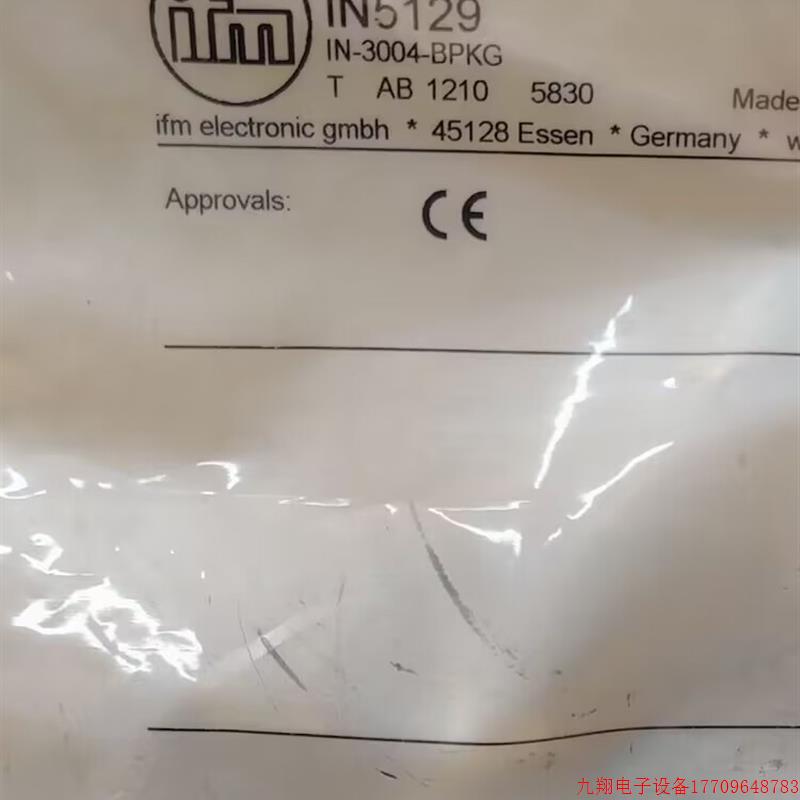 ifm
IN5129
IN-3004-BPKG
T AB 1210 5830
Made
ifm electronic gmbh * 45128 Essen * Germany * w
Approvals: CE
九翔电子设备17709648783